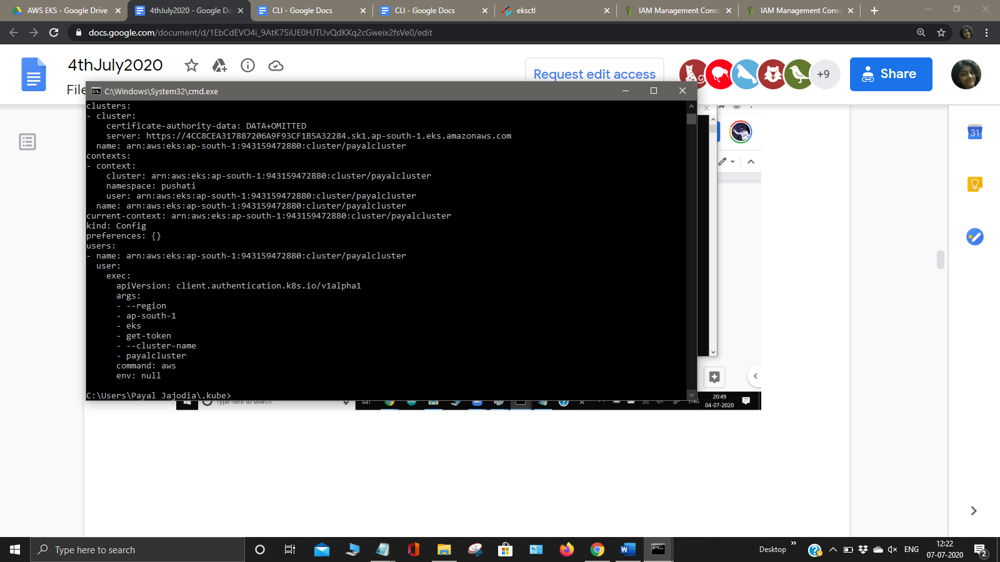 AWS EKS - Google Drive
4thJuly2020 - Google Do
CLI - Google Docs
CLI - Google Docs
eksctl
IAM Management Conso
IAM Management Conso
docs.google.com/document/d/1EbCdEVO4i_9AtK7SiUE0HJTUvQdKKq2cGweix2fsVe0/edit
4thJuly2020
Request edit access
+9
Share
File
C:\Windows\System32\cmd.exe
clusters:
- cluster:
    certificate-authority-data: DATA+OMITTED
    server: https://4CC8CEA317887206A9F93CF1B5A32284.sk1.ap-south-1.eks.amazonaws.com
  name: arn:aws:eks:ap-south-1:943159472880:cluster/payalcluster
contexts:
- context:
    cluster: arn:aws:eks:ap-south-1:943159472880:cluster/payalcluster
    namespace: pushati
    user: arn:aws:eks:ap-south-1:943159472880:cluster/payalcluster
  name: arn:aws:eks:ap-south-1:943159472880:cluster/payalcluster
current-context: arn:aws:eks:ap-south-1:943159472880:cluster/payalcluster
kind: Config
preferences: {}
users:
- name: arn:aws:eks:ap-south-1:943159472880:cluster/payalcluster
  user:
    exec:
      apiVersion: client.authentication.k8s.io/v1alpha1
      args:
      - --region
      - ap-south-1
      - eks
      - get-token
      - --cluster-name
      - payalcluster
      command: aws
      env: null
C:\Users\Payal Jajodia\.kube>
Type here to search
ENG
20:49
04-07-2020
31
Type here to search
Desktop
ENG
12:22
07-07-2020
2